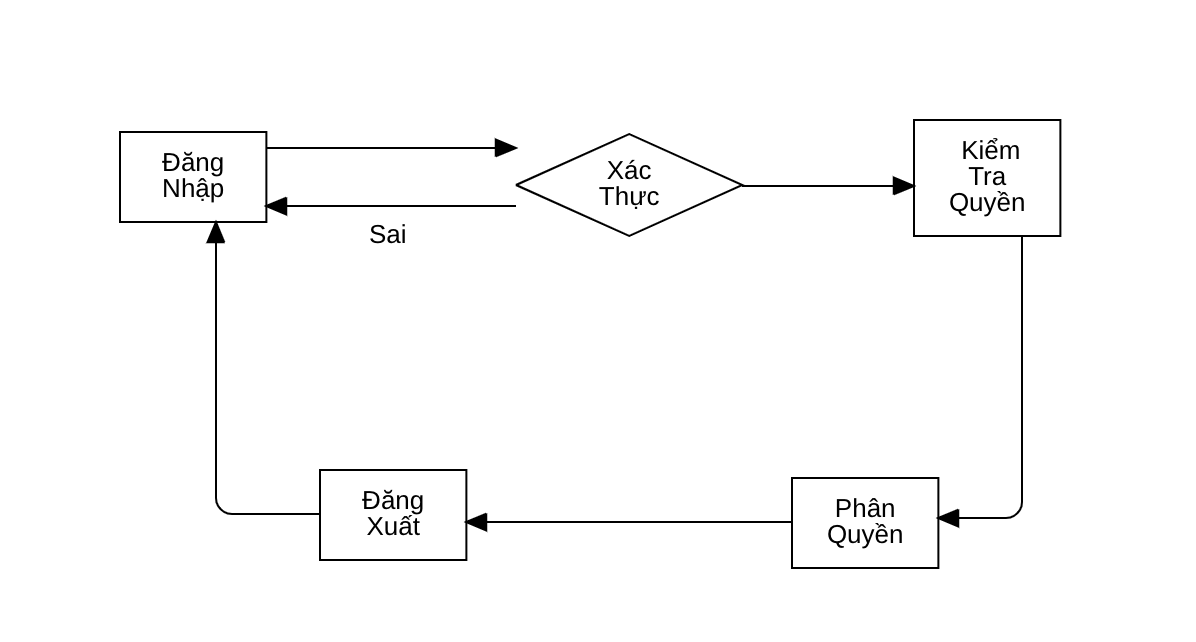 Đăng
Nhập
Sai
Xác
Thực
Kiểm
Tra
Quyền
Đăng
Xuất
Phân
Quyền